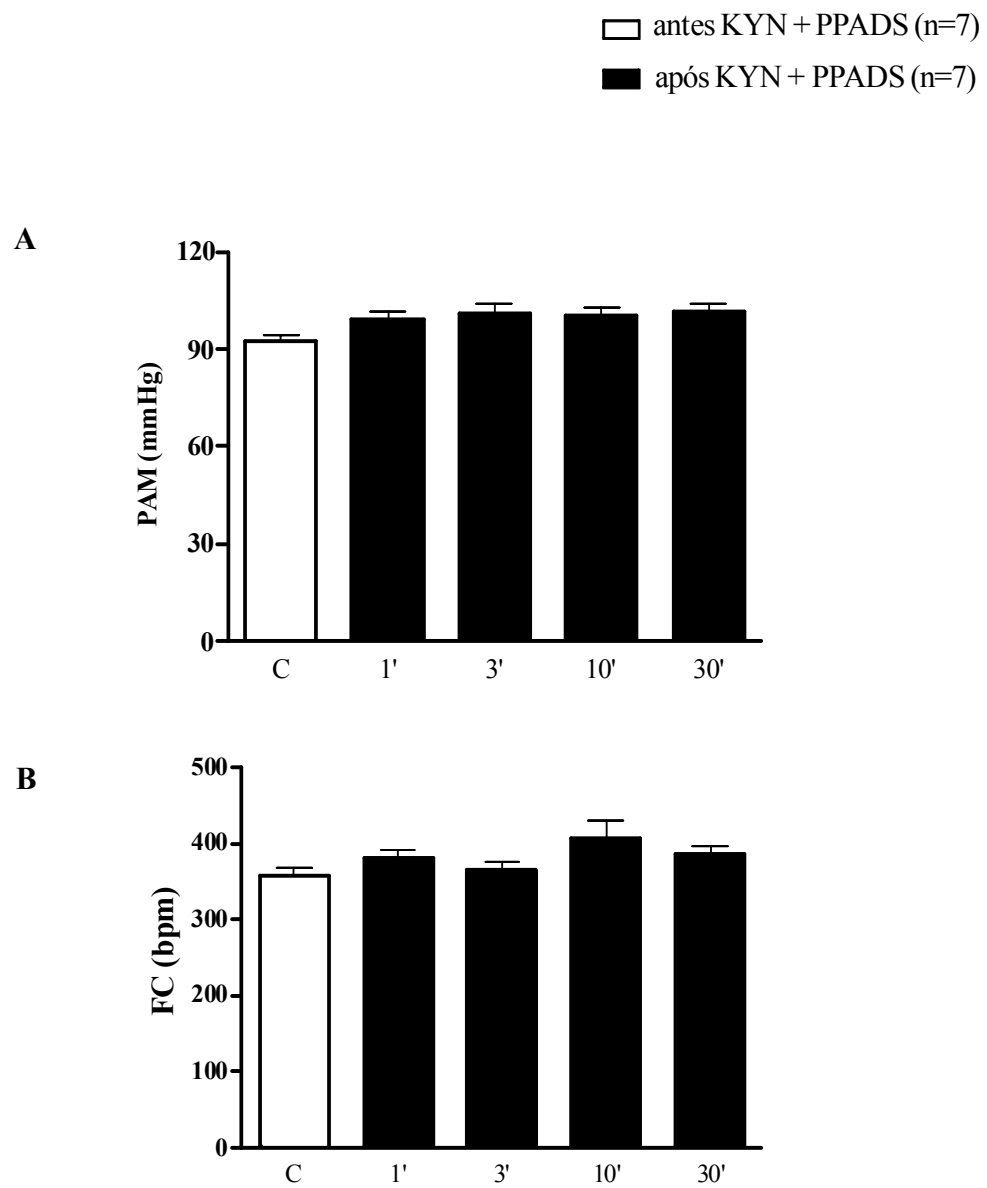 antes KYN + PPADS (n=7)
após KYN + PPADS (n=7)
A
120
90
60
30
0
PAM (mmHg)
C 1' 3' 10' 30'
B
500
400
300
200
100
0
FC (bpm)
C 1' 3' 10' 30'